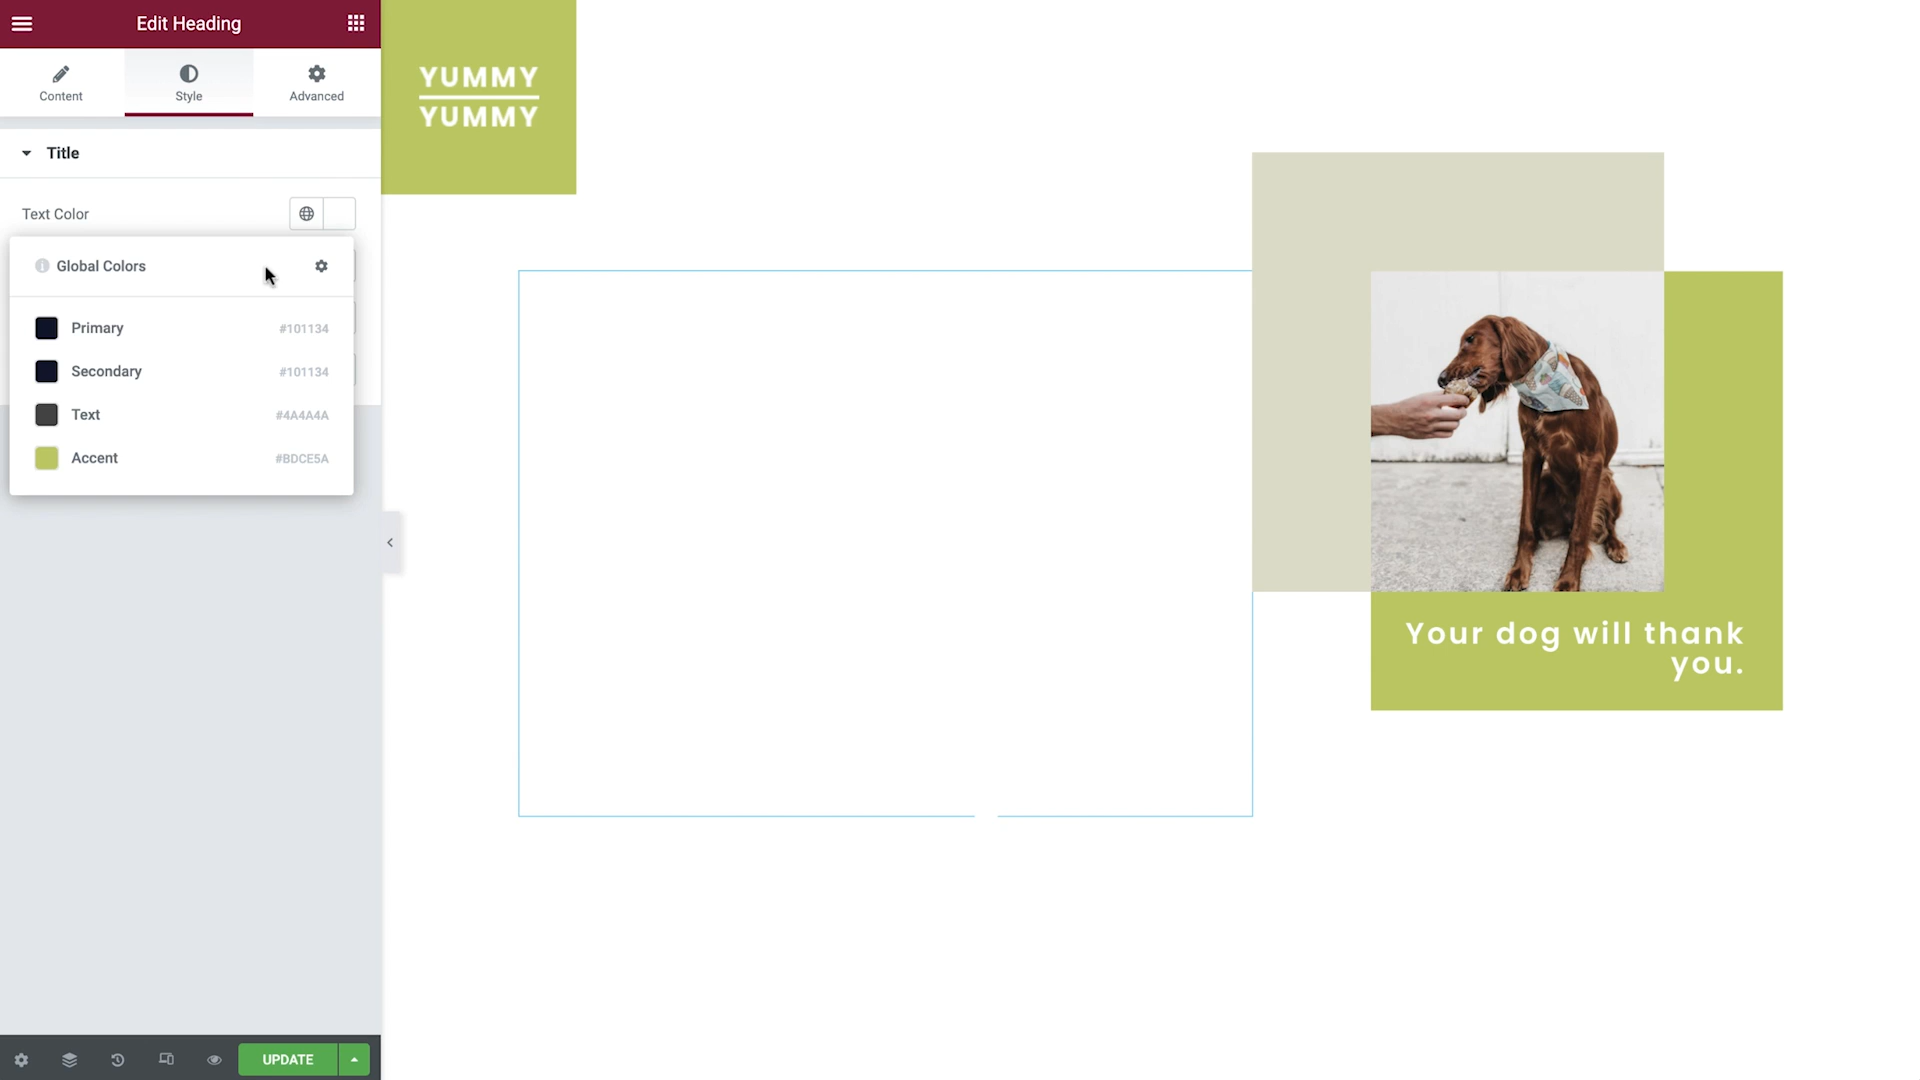 Edit Heading
Content
Style
Advanced
Title
Text Color
Global Colors
Primary #101134
Secondary #101134
Text #4A4A4A
Accent #BDCE5A
UPDATE
YUMMY
YUMMY
Your dog will thank
you.